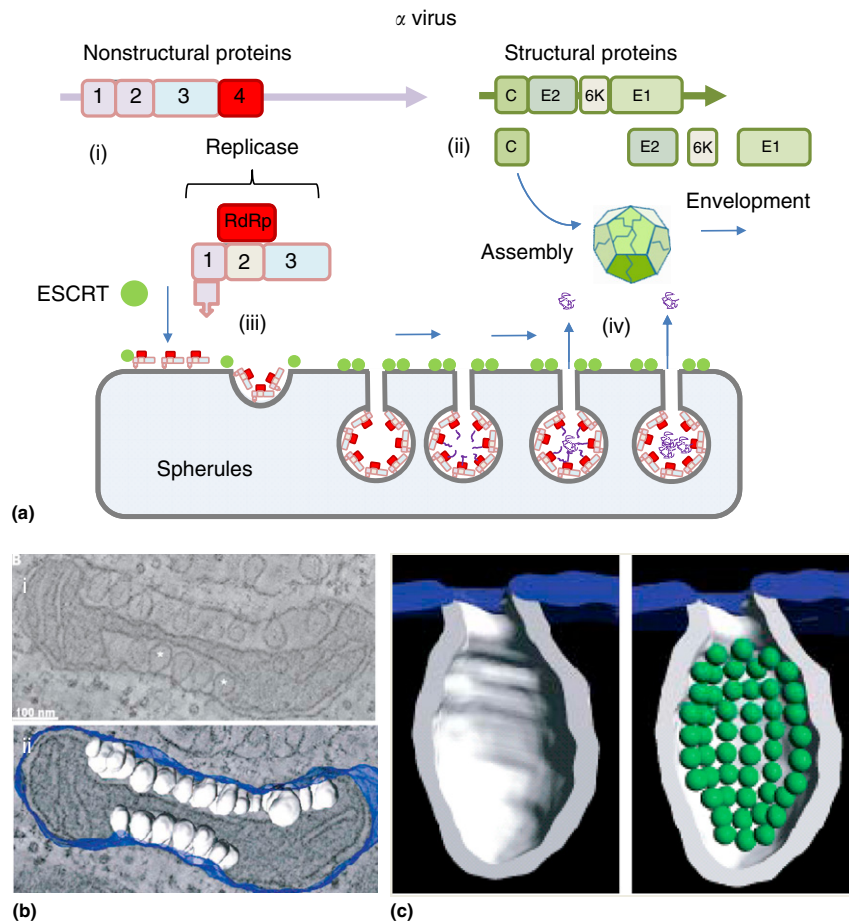 α virus
Nonstructural proteins
Structural proteins
1 2 3 4
C E2 6K E1
(i)
(ii)
C E2 6K E1
Replicase
RdRp
1 2 3
Envelopment
Assembly
ESCRT
(iii)
(iv)
Spherules
(a)
B
i
100 nm
ii
(b)
(c)